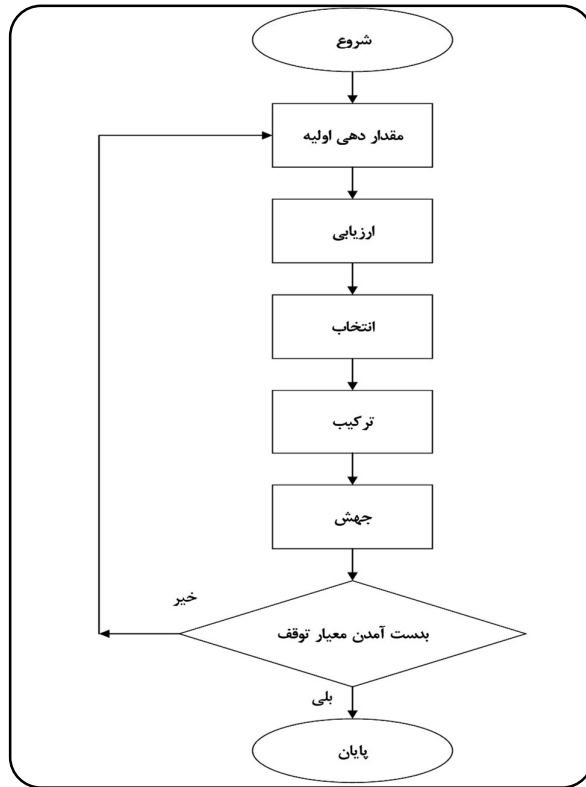 شروع
مقدار دهی اولیه
ارزیابی
انتخاب
ترکیب
جهش
بدست آمدن معیار توقف
خیر
بلی
پایان